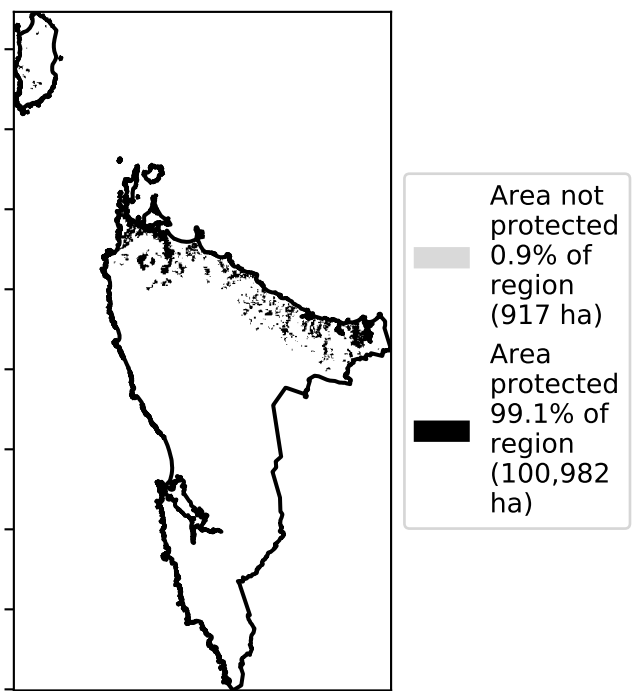 Area not
protected
0.9% of
region
(917 ha)
Area
protected
99.1% of
region
(100,982
ha)